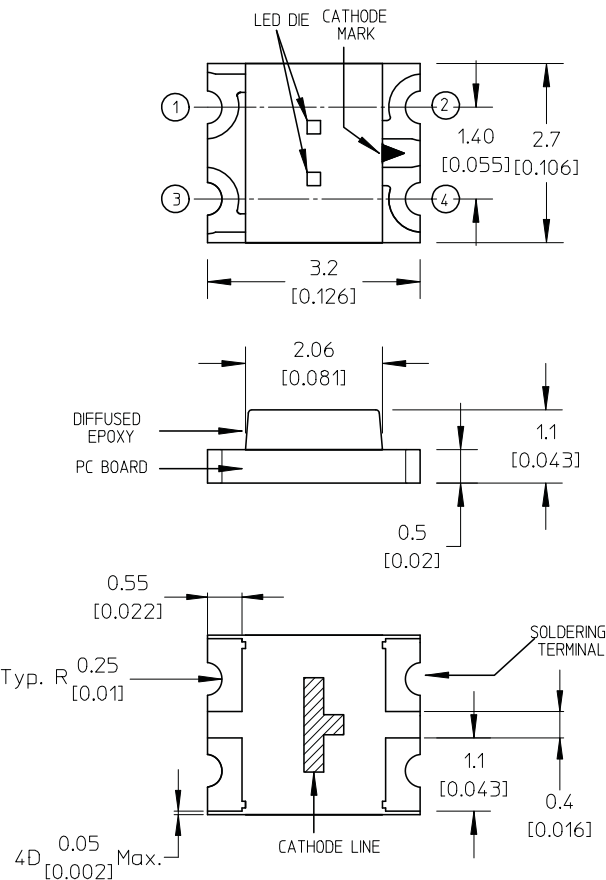 LED DIE
CATHODE
MARK
1
2
3
4
1.40
[0.055]
2.7
[0.106]
3.2
[0.126]
2.06
[0.081]
DIFFUSED
EPOXY
PC BOARD
1.1
[0.043]
0.5
[0.02]
0.55
[0.022]
SOLDERING
TERMINAL
Typ. R 0.25
[0.01]
1.1
[0.043]
0.4
[0.016]
CATHODE LINE
4D 0.05 Max.
[0.002]